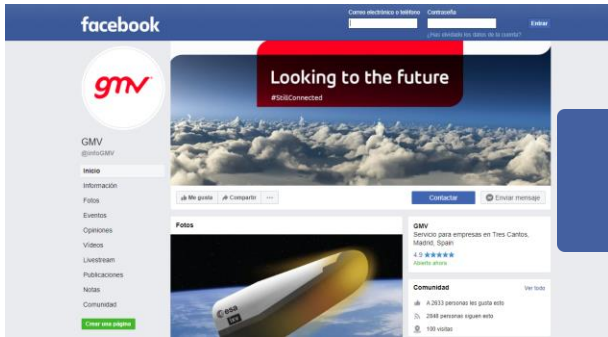 facebook
Correo electrónico o teléfono
Contraseña
Entrar
¿Has olvidado los datos de la cuenta?
gmv
Looking to the future
#StillConnected
GMV
@infoGMV
Inicio
Información
Fotos
Eventos
Opiniones
Vídeos
Livestream
Publicaciones
Notas
Comunidad
Crear una página
Me gusta
Compartir
Contactar
Enviar mensaje
Fotos
esa
GMV
Servicio para empresas en Tres Cantos,
Madrid, Spain
4.9 ★★★★★
Abierto ahora
Comunidad
Ver todo
A 2633 personas les gusta esto
2848 personas siguen esto
100 visitas